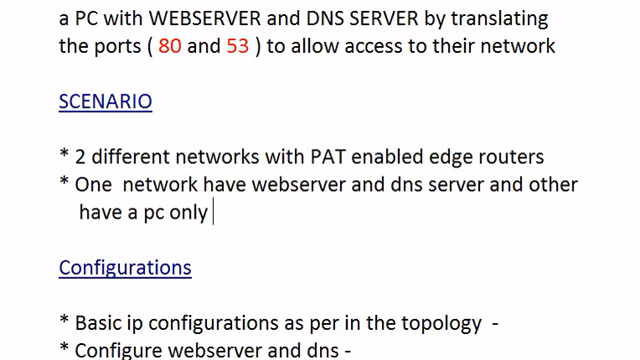 a PC with WEBSERVER and DNS SERVER by translating
the ports ( 80 and 53 ) to allow access to their network
SCENARIO
* 2 different networks with PAT enabled edge routers
* One  network have webserver and dns server and other
have a pc only
Configurations
* Basic ip configurations as per in the topology  -
* Configure webserver and dns -